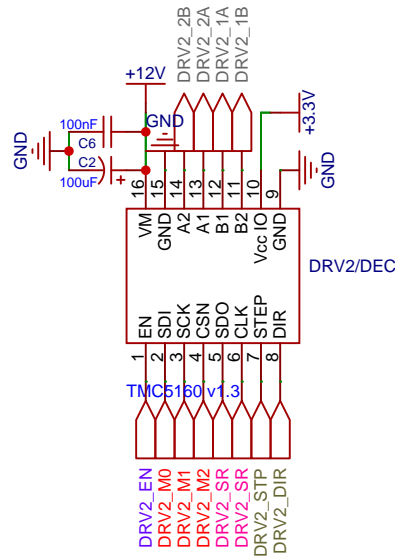 DRV2_2B
DRV2_2A
DRV2_1A
DRV2_1B
+12V
+3.3V
100nF
GND
GND
C6
C2
100uF
+
GND
16
15
14
13
12
11
10
9
VM
GND
A2
A1
B1
B2
Vcc IO
GND
DRV2/DEC
EN
SDI
SCK
CSN
SDO
CLK
STEP
DIR
1
2
3
4
5
6
7
8
TMC5160 v1.3
DRV2_EN
DRV2_M0
DRV2_M1
DRV2_M2
DRV2_SR
DRV2_SR
DRV2_STP
DRV2_DIR